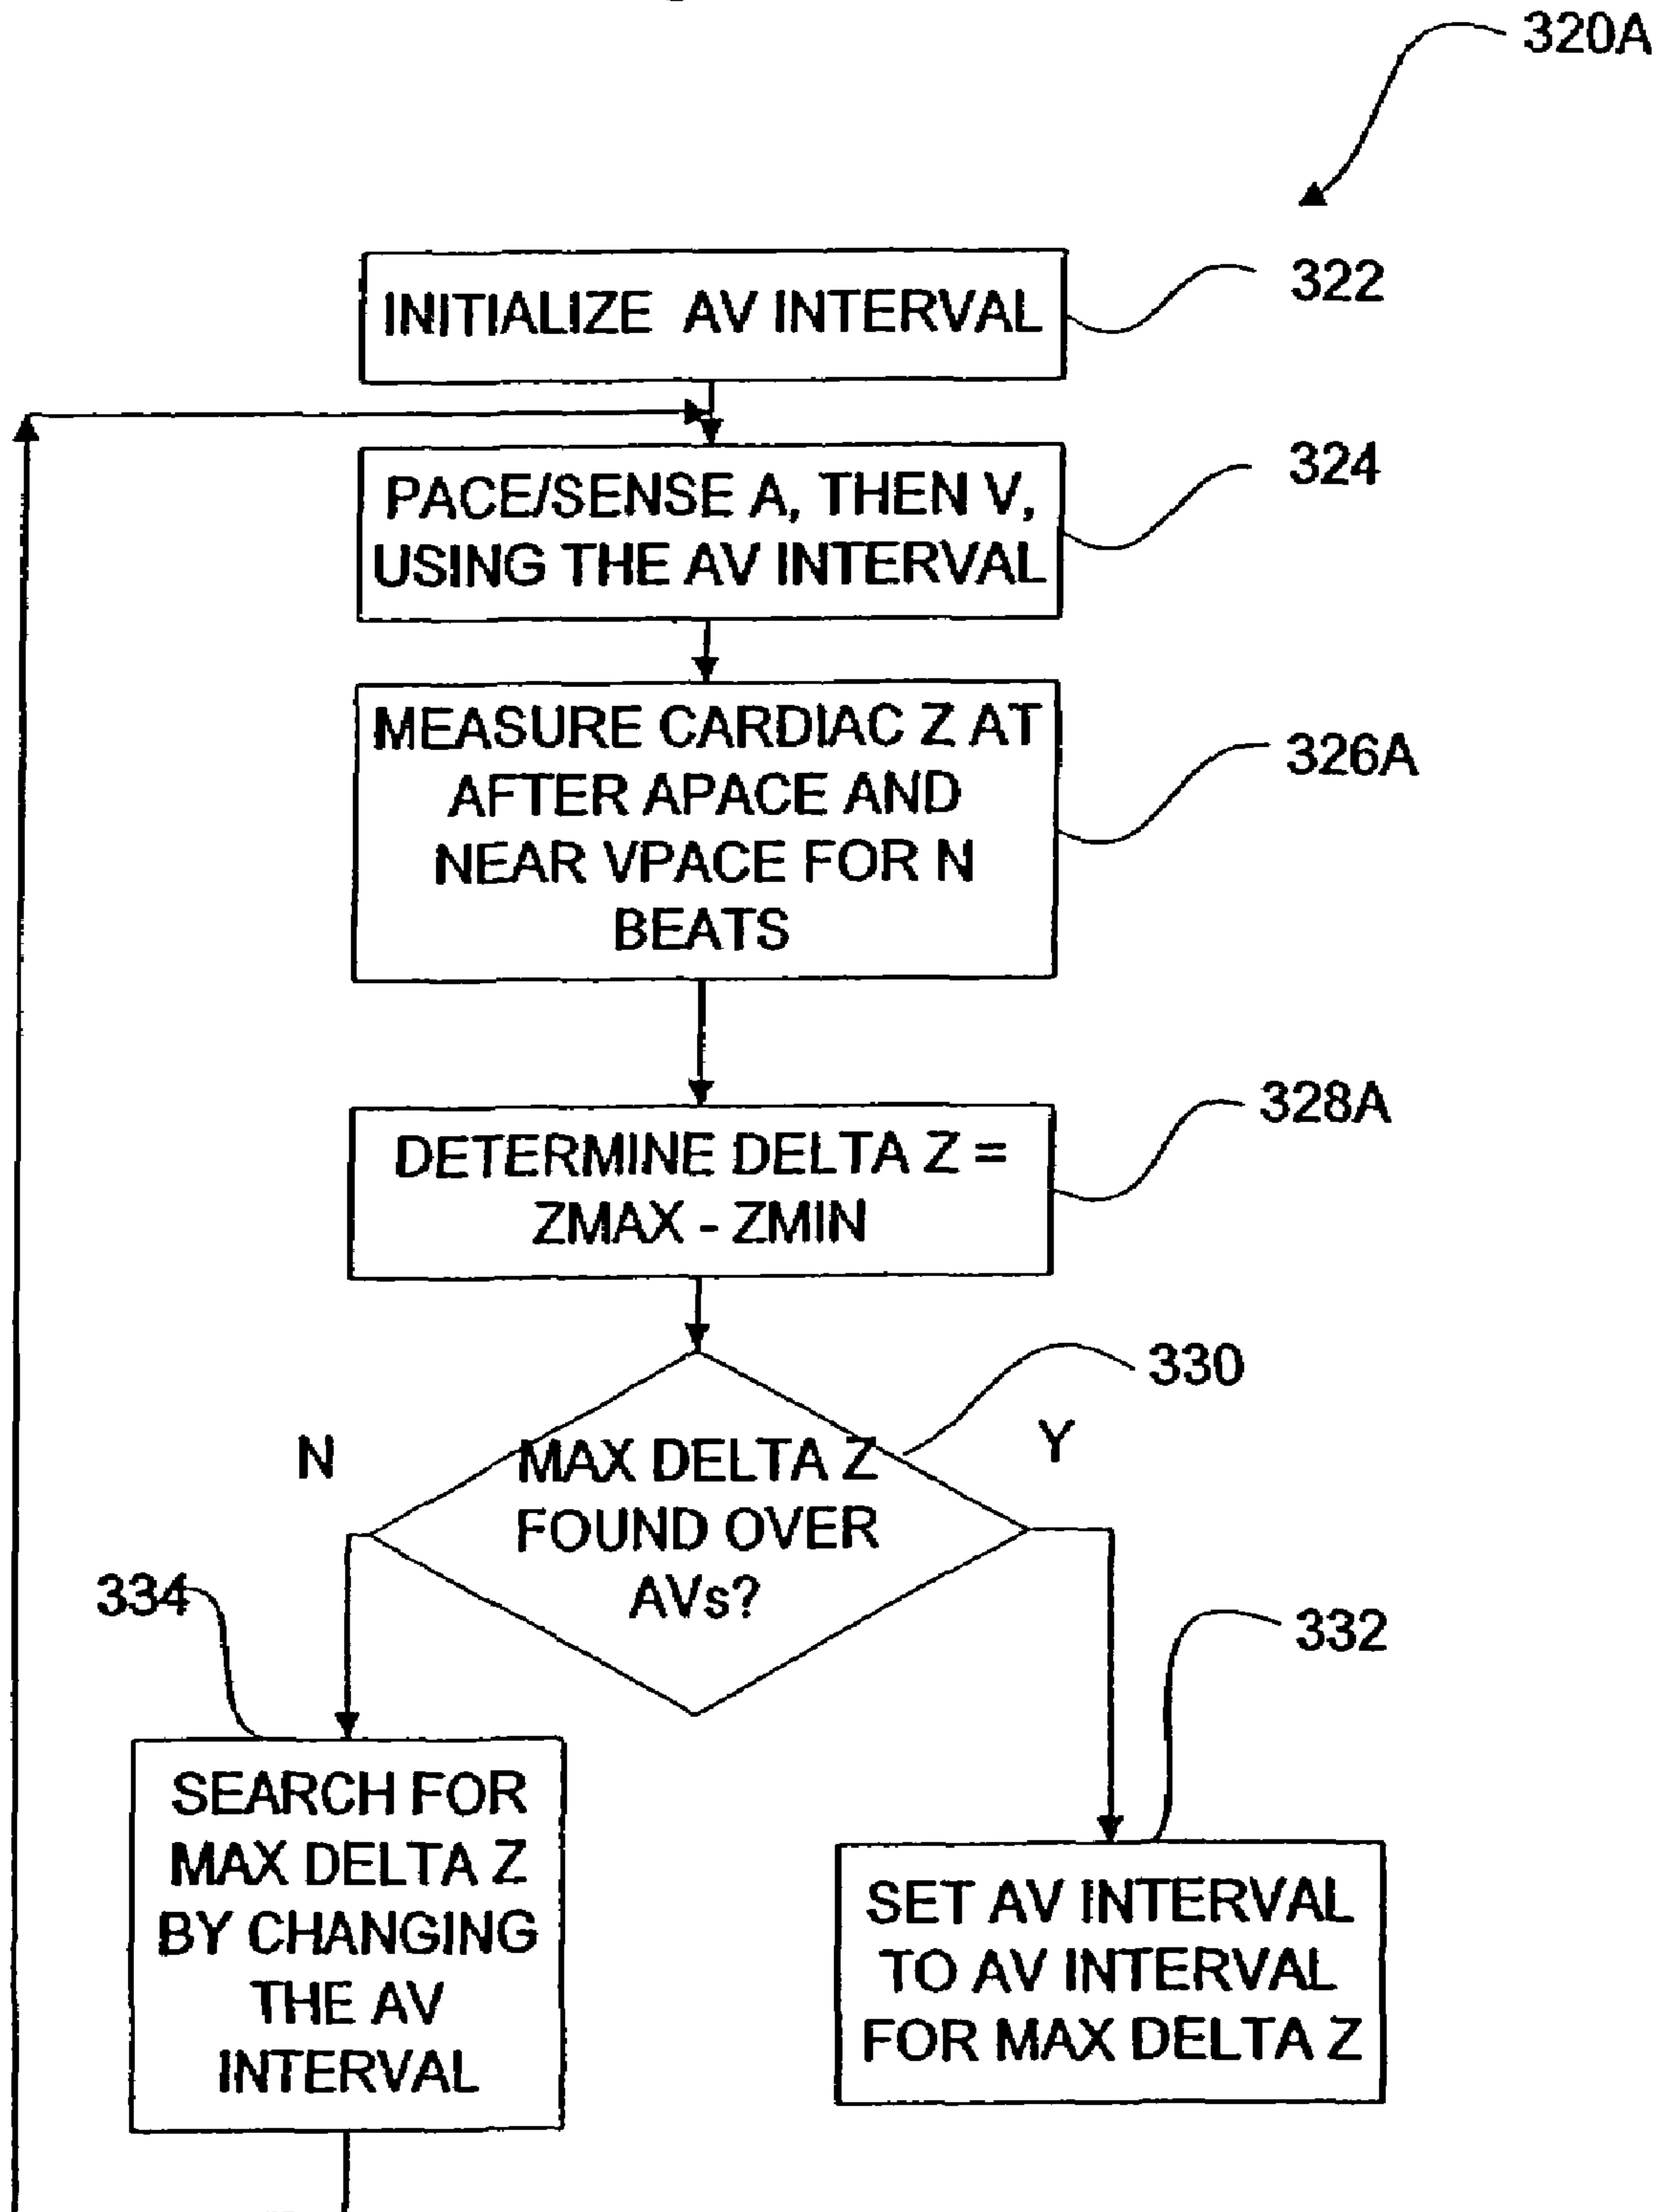 320A
INITIALIZE AV INTERVAL
322
PACE/SENSE A, THEN V,
USING THE AV INTERVAL
324
MEASURE CARDIAC Z AT
AFTER APACE AND
NEAR VPACE FOR N
BEATS
326A
DETERMINE DELTA Z =
ZMAX - ZMIN
328A
330
N
Y
MAX DELTA Z
FOUND OVER
AVs?
334
332
SEARCH FOR
MAX DELTA Z
BY CHANGING
THE AV
INTERVAL
SET AV INTERVAL
TO AV INTERVAL
FOR MAX DELTA Z